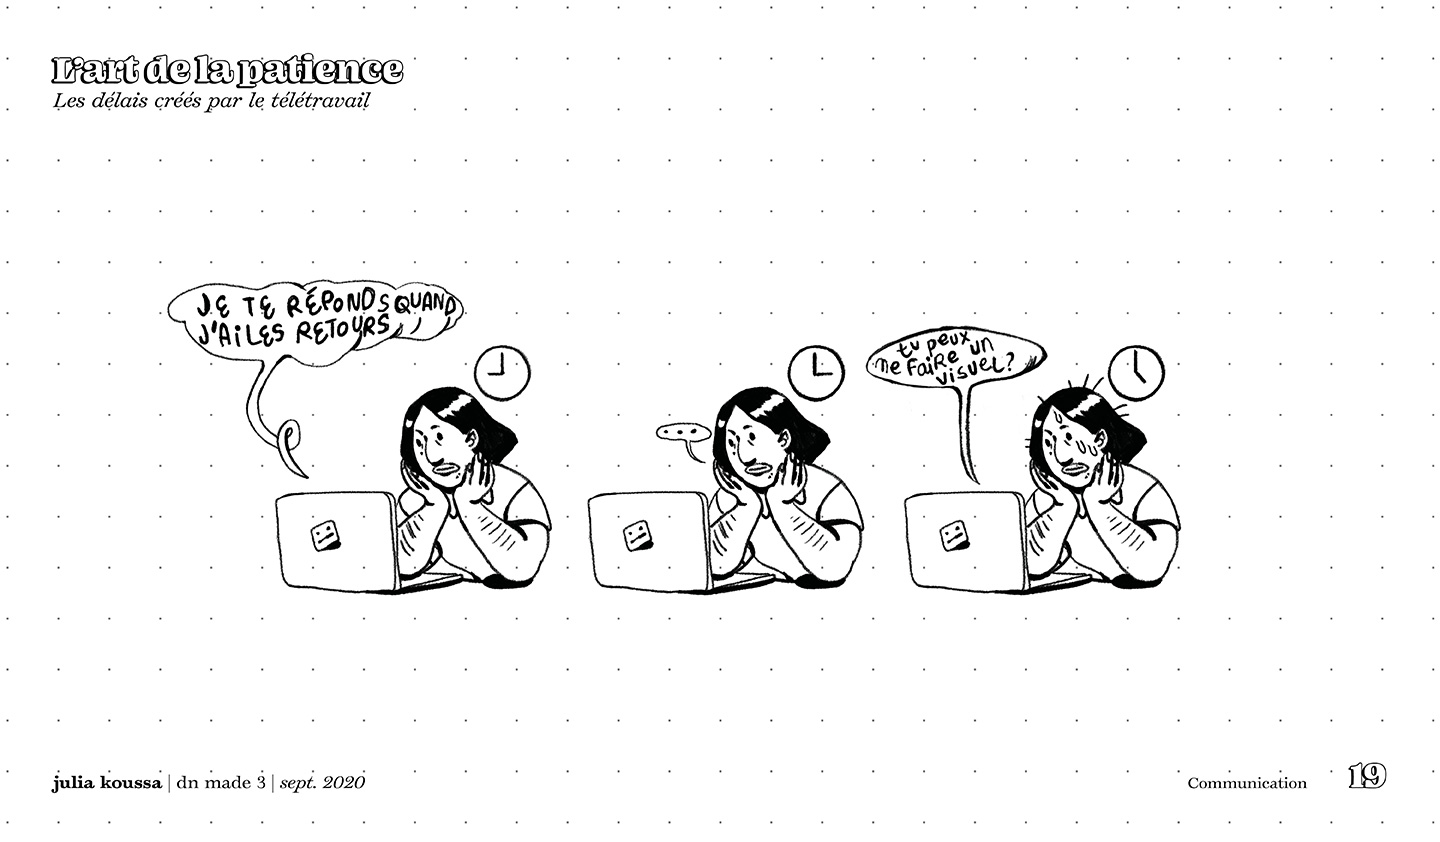 L'art de la patience
Les délais créés par le télétravail
JE TE RÉPONDS QUAND
J'AI LES RETOURS
...
tu peux
me faire un
visuel?
julia koussa | dn made 3 | sept. 2020
Communication
19